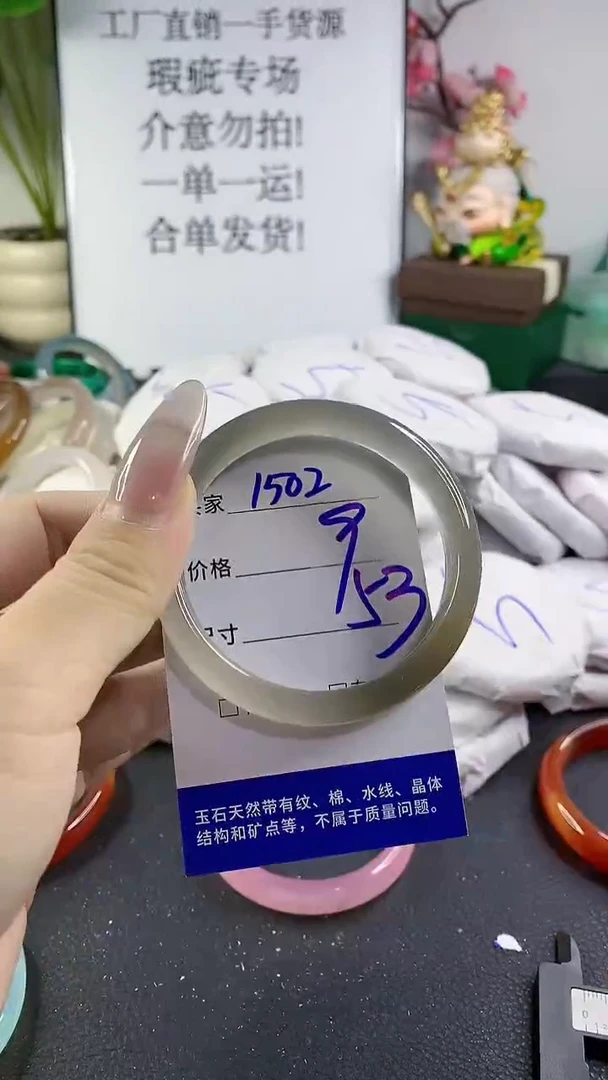 工厂直销一手货源
瑕疵专场
介意勿拍!
一单一运!
合单发货!
家 1502
价格 9
寸 53
玉石天然带有纹、棉、水线、晶体
结构和矿点等，不属于质量问题。